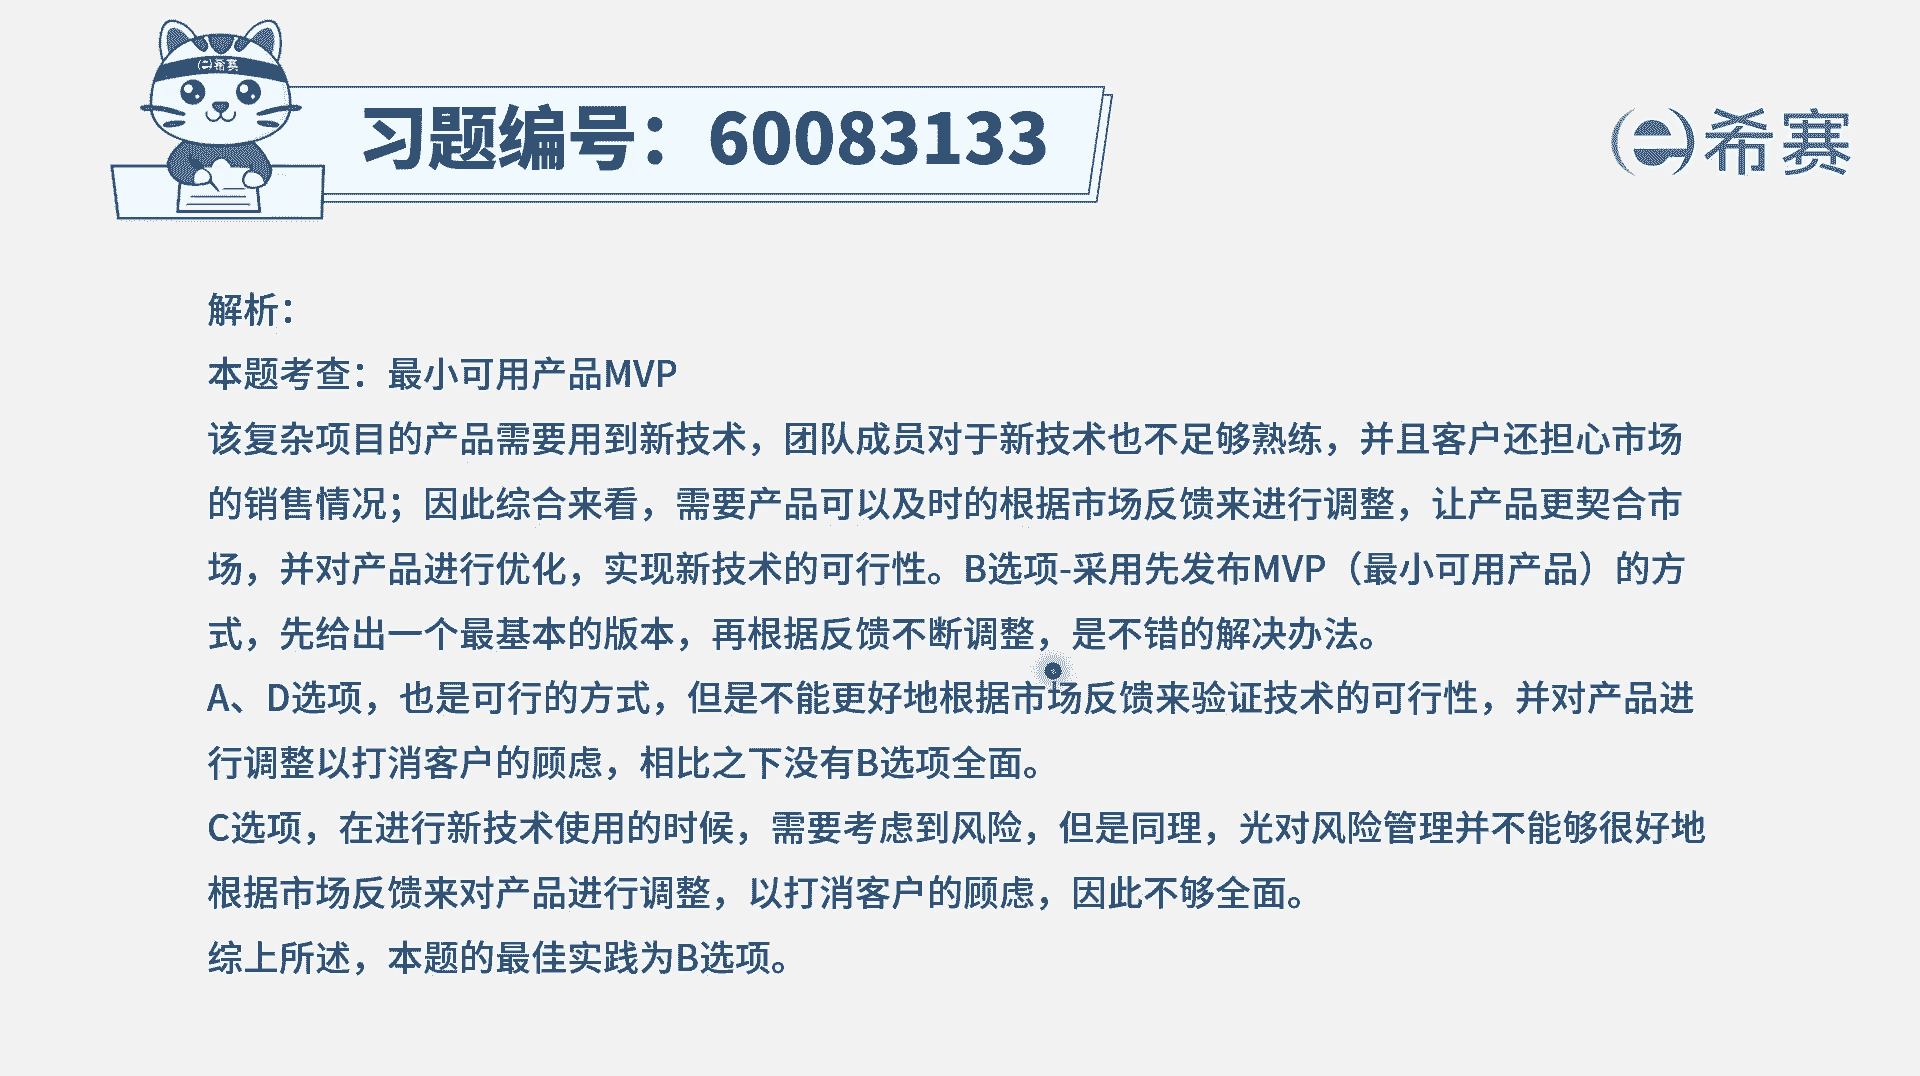 希赛
习题编号：60083133
希赛
解析：
本题考查：最小可用产品MVP
该复杂项目的产品需要用到新技术，团队成员对于新技术也不足够熟练，并且客户还担心市场
的销售情况；因此综合来看，需要产品可以及时的根据市场反馈来进行调整，让产品更契合市
场，并对产品进行优化，实现新技术的可行性。B选项-采用先发布MVP（最小可用产品）的方
式，先给出一个最基本的版本，再根据反馈不断调整，是不错的解决办法。
A、D选项，也是可行的方式，但是不能更好地根据市场反馈来验证技术的可行性，并对产品进
行调整以打消客户的顾虑，相比之下没有B选项全面。
C选项，在进行新技术使用的时候，需要考虑到风险，但是同理，光对风险管理并不能够很好地
根据市场反馈来对产品进行调整，以打消客户的顾虑，因此不够全面。
综上所述，本题的最佳实践为B选项。